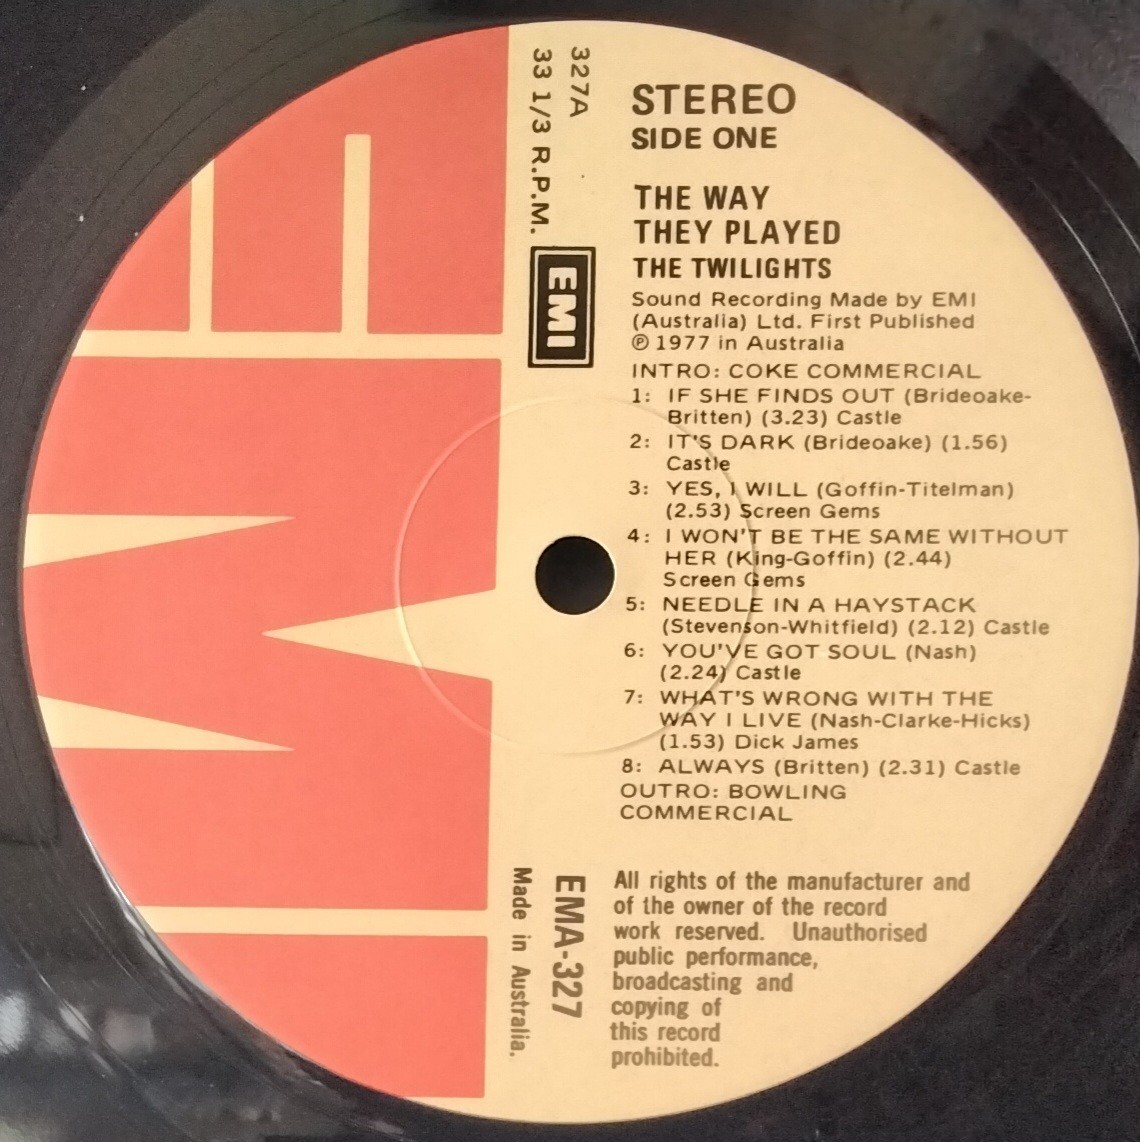 STEREO
SIDE ONE
327A
33 1/3 R.P.M.
EMI
THE WAY
THEY PLAYED
THE TWILIGHTS
Sound Recording Made by EMI
(Australia) Ltd. First Published
℗ 1977 in Australia
INTRO: COKE COMMERCIAL
1: IF SHE FINDS OUT (Brideoake-
Britten) (3.23) Castle
2: IT'S DARK (Brideoake) (1.56)
Castle
3: YES, I WILL (Goffin-Titelman)
(2.53) Screen Gems
4: I WON'T BE THE SAME WITHOUT
HER (King-Goffin) (2.44)
Screen Gems
5: NEEDLE IN A HAYSTACK
(Stevenson-Whitfield) (2.12) Castle
6: YOU'VE GOT SOUL (Nash)
(2.24) Castle
7: WHAT'S WRONG WITH THE
WAY I LIVE (Nash-Clarke-Hicks)
(1.53) Dick James
8: ALWAYS (Britten) (2.31) Castle
OUTRO: BOWLING
COMMERCIAL
EMA-327
Made in Australia.
All rights of the manufacturer and
of the owner of the record
work reserved. Unauthorised
public performance,
broadcasting and
copying of
this record
prohibited.
EMI